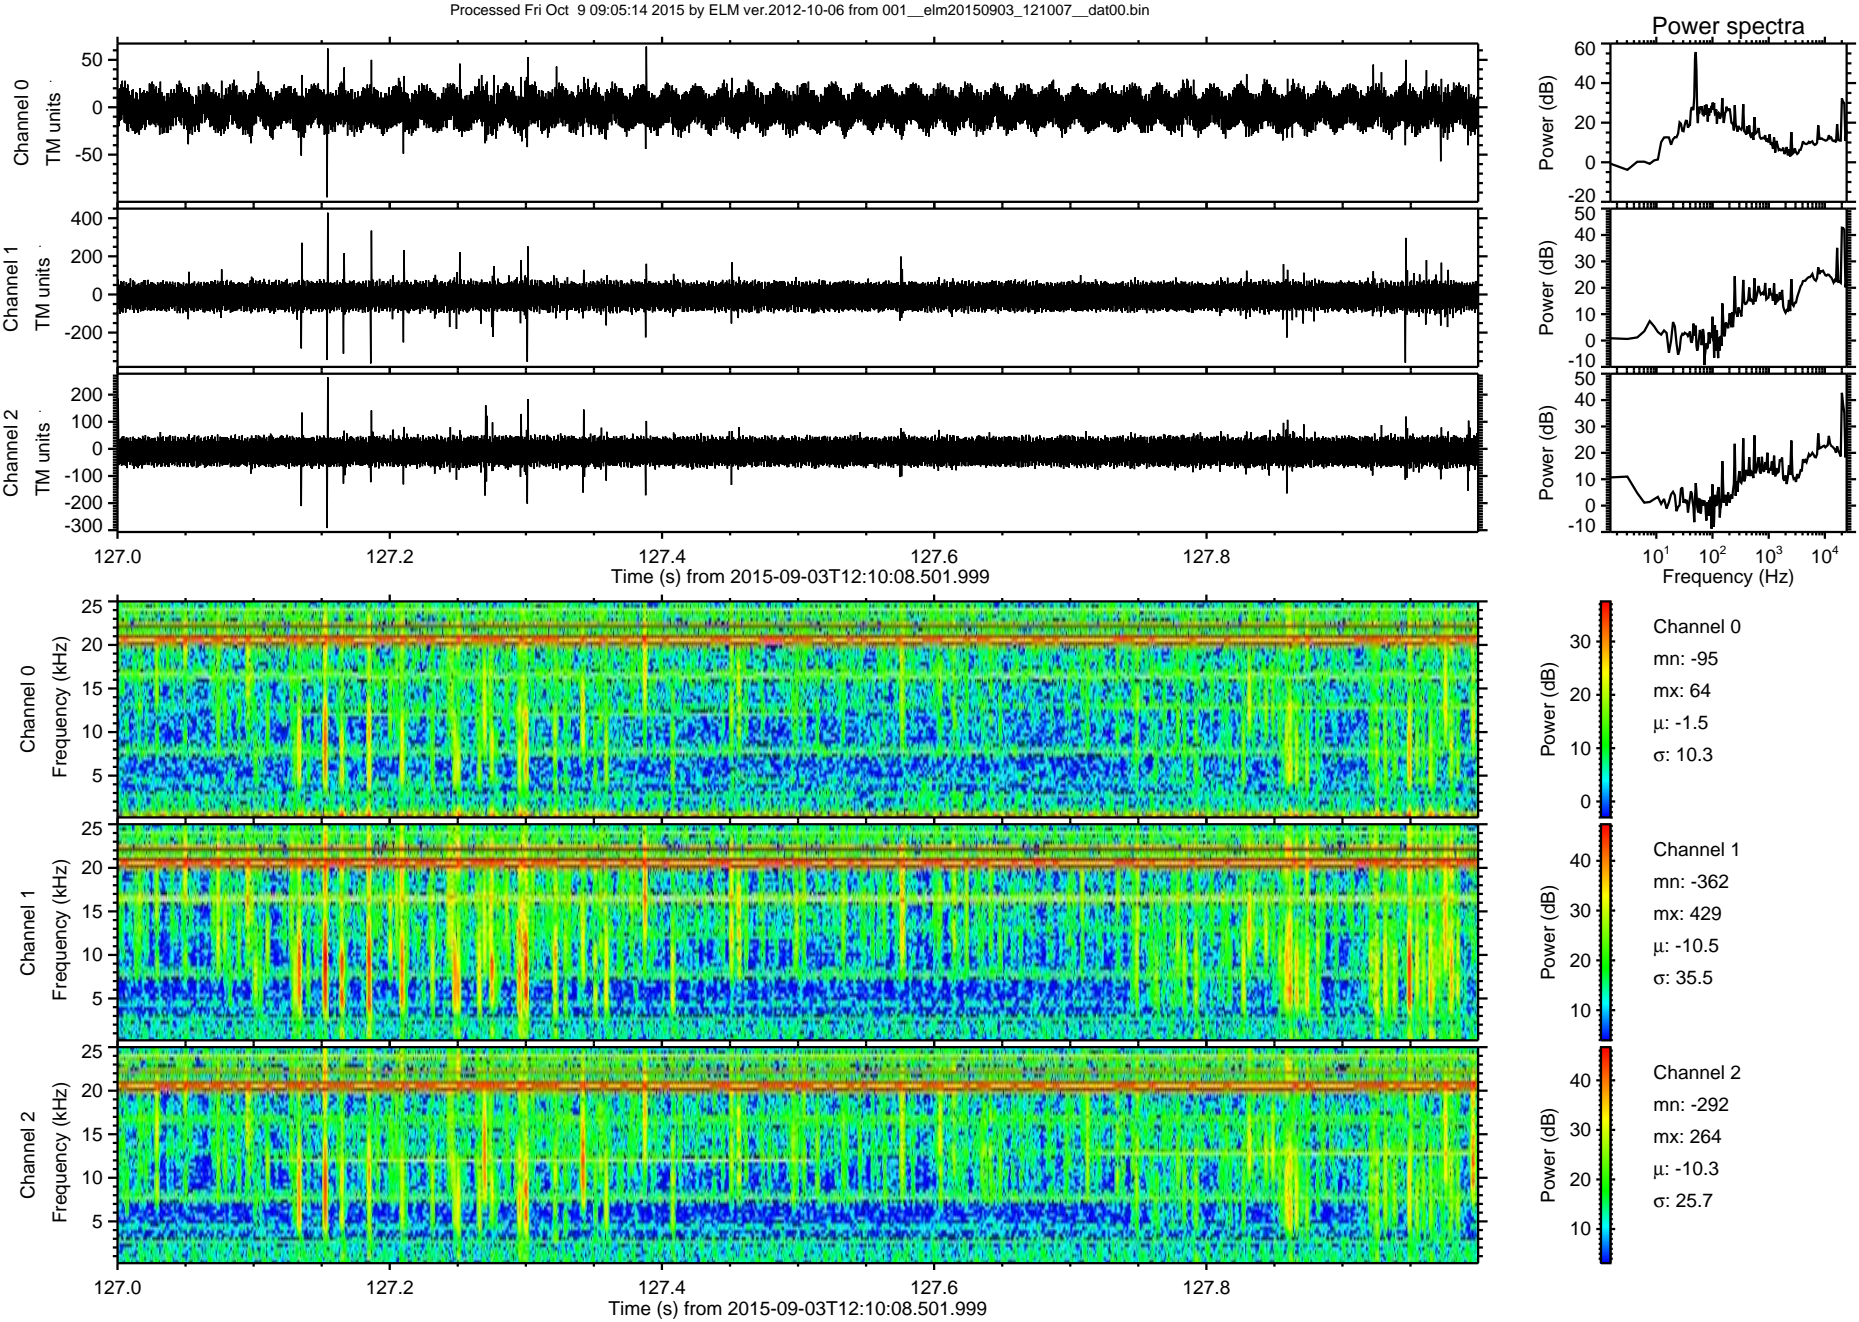 Processed Fri Oct  9 09:05:14 2015 by ELM ver.2012-10-06 from 001__elm20150903_121007__dat00.bin
Power spectra
Channel 0
TM units
50
0
-50
Power (dB)
60
40
20
0
-20
Channel 1
TM units
400
200
0
-200
Power (dB)
50
40
30
20
10
0
-10
Channel 2
TM units
200
100
0
-100
-200
-300
Power (dB)
50
40
30
20
10
0
-10
127.0 127.2 127.4 127.6 127.8
Time (s) from 2015-09-03T12:10:08.501.999
10¹ 10² 10³ 10⁴
Frequency (Hz)
Channel 0
Frequency (kHz)
25
20
15
10
5
Power (dB)
30
20
10
0
Channel 0
mn: -95
mx: 64
μ: -1.5
σ: 10.3
Channel 1
Frequency (kHz)
25
20
15
10
5
Power (dB)
40
30
20
10
Channel 1
mn: -362
mx: 429
μ: -10.5
σ: 35.5
Channel 2
Frequency (kHz)
25
20
15
10
5
Power (dB)
40
30
20
10
Channel 2
mn: -292
mx: 264
μ: -10.3
σ: 25.7
127.0 127.2 127.4 127.6 127.8
Time (s) from 2015-09-03T12:10:08.501.999